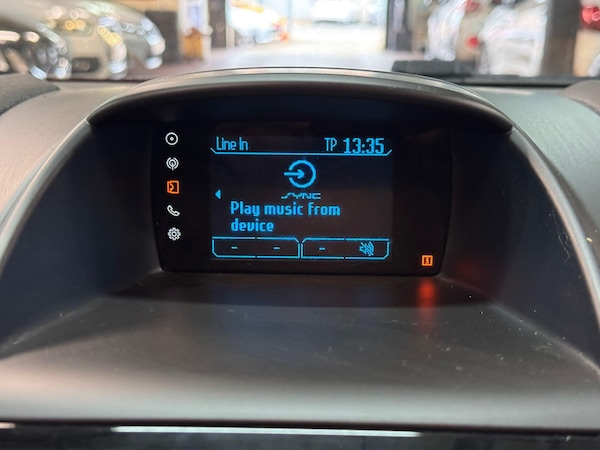 Line In TP 13:35
SYNC
Play music from
device